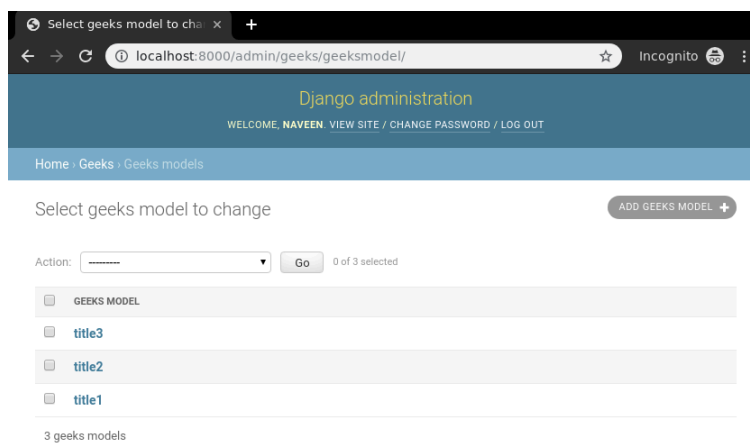 Select geeks model to cha
localhost:8000/admin/geeks/geeksmodel/
Incognito
Django administration
WELCOME, NAVEEN. VIEW SITE / CHANGE PASSWORD / LOG OUT
Home › Geeks › Geeks models
Select geeks model to change
ADD GEEKS MODEL +
Action: --------- Go 0 of 3 selected
GEEKS MODEL
title3
title2
title1
3 geeks models